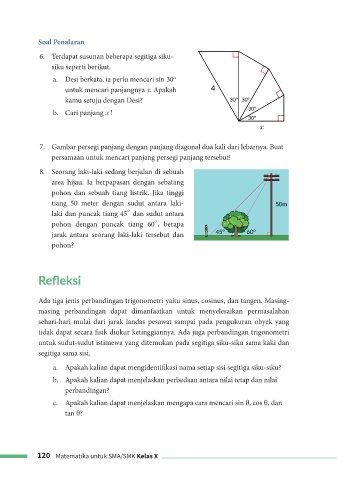 Soal Penalaran
6. Terdapat susunan beberapa segitiga siku-
siku seperti berikut.
a. Desi berkata, ia perlu mencari sin 30°
untuk mencari panjangnya x. Apakah
kamu setuju dengan Desi?
b. Cari panjang x !
4
30° 30°
30°
30°
x
7. Gambar persegi panjang dengan panjang diagonal dua kali dari lebarnya. Buat
persamaan untuk mencari panjang persegi panjang tersebut!
8. Seorang laki-laki sedang berjalan di sebuah
area hijau. Ia berpapasan dengan sebatang
pohon dan sebuah tiang listrik. Jika tinggi
tiang 50 meter dengan sudut antara laki-
laki dan puncak tiang 45° dan sudut antara
pohon dengan puncak tiang 60°, berapa
jarak antara seorang laki-laki tersebut dan
pohon?
50m
45° 60°
Refleksi
Ada tiga jenis perbandingan trigonometri yaitu sinus, cosinus, dan tangen. Masing-
masing perbandingan dapat dimanfaatkan untuk menyelesaikan permasalahan
sehari-hari mulai dari jarak landas pesawat sampai pada pengukuran obyek yang
tidak dapat secara fisik diukur ketinggiannya. Ada juga perbandingan trigonometri
untuk sudut-sudut istimewa yang ditemukan pada segitiga siku-siku sama kaki dan
segitiga sama sisi.
a. Apakah kalian dapat mengidentifikasi nama setiap sisi segitiga siku-siku?
b. Apakah kalian dapat menjelaskan perbedaan antara nilai tetap dan nilai
perbandingan?
c. Apakah kalian dapat menjelaskan mengapa cara mencari sin θ, cos θ, dan
tan θ?
120 Matematika untuk SMA/SMK Kelas X